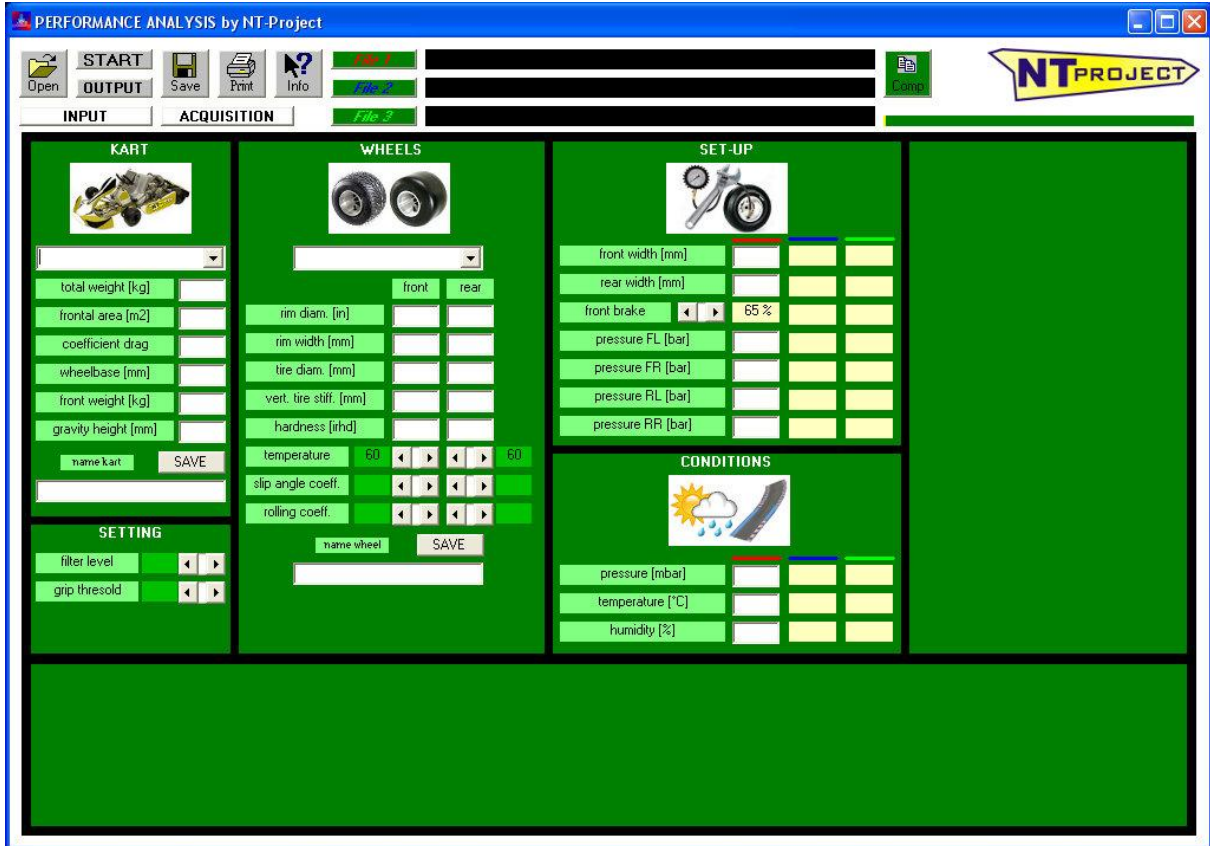 PERFORMANCE ANALYSIS by NT-Project
Open
START
OUTPUT
Save
Print
Info
File 1
File 2
File 3
Comp
NTPROJECT
INPUT
ACQUISITION
KART
total weight [kg]
frontal area [m2]
coefficient drag
wheelbase [mm]
front weight [kg]
gravity height [mm]
name kart
SAVE
SETTING
filter level
grip thresold
WHEELS
front rear
rim diam. [in]
rim width [mm]
tire diam. [mm]
vert. tire stiff. [mm]
hardness [irhd]
temperature 60 60
slip angle coeff.
rolling coeff.
name wheel
SAVE
SET-UP
front width [mm]
rear width [mm]
front brake 65 %
pressure FL [bar]
pressure FR [bar]
pressure RL [bar]
pressure RR [bar]
CONDITIONS
pressure [mbar]
temperature [°C]
humidity [%]